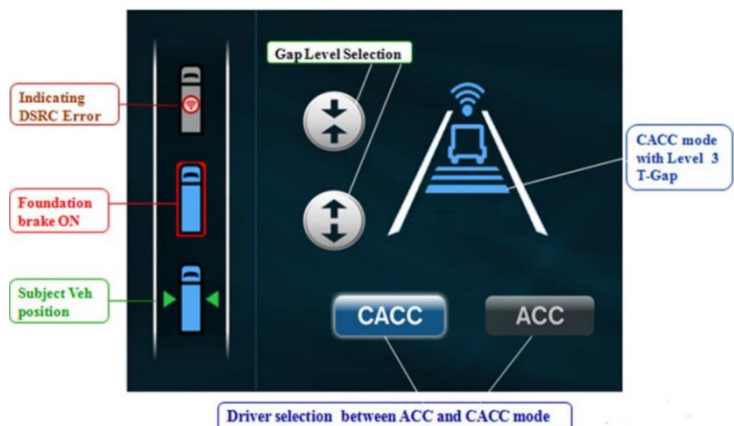 Gap Level Selection
Indicating
DSRC Error
CACC mode
with Level 3
T-Gap
Foundation
brake ON
Subject Veh
position
CACC
ACC
Driver selection between ACC and CACC mode